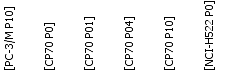 [PC-3/M P10]
[CP70 P0]
[CP70 P01]
[CP70 P04]
[CP70 P10]
[NCI-H522 P0]